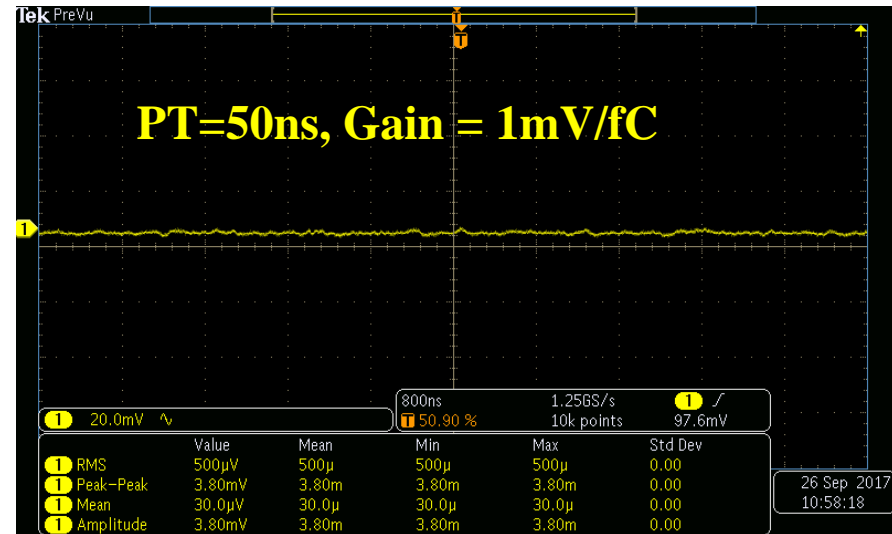 Tek PreVu
T
T
PT=50ns, Gain = 1mV/fC
1
800ns 1.25GS/s 1
1 20.0mV T 50.90 % 10k points 97.6mV
Value Mean Min Max Std Dev
1 RMS 500µV 500µ 500µ 500µ 0.00
1 Peak-Peak 3.80mV 3.80m 3.80m 3.80m 0.00
1 Mean 30.0µV 30.0µ 30.0µ 30.0µ 0.00
1 Amplitude 3.80mV 3.80m 3.80m 3.80m 0.00
26 Sep 2017
10:58:18